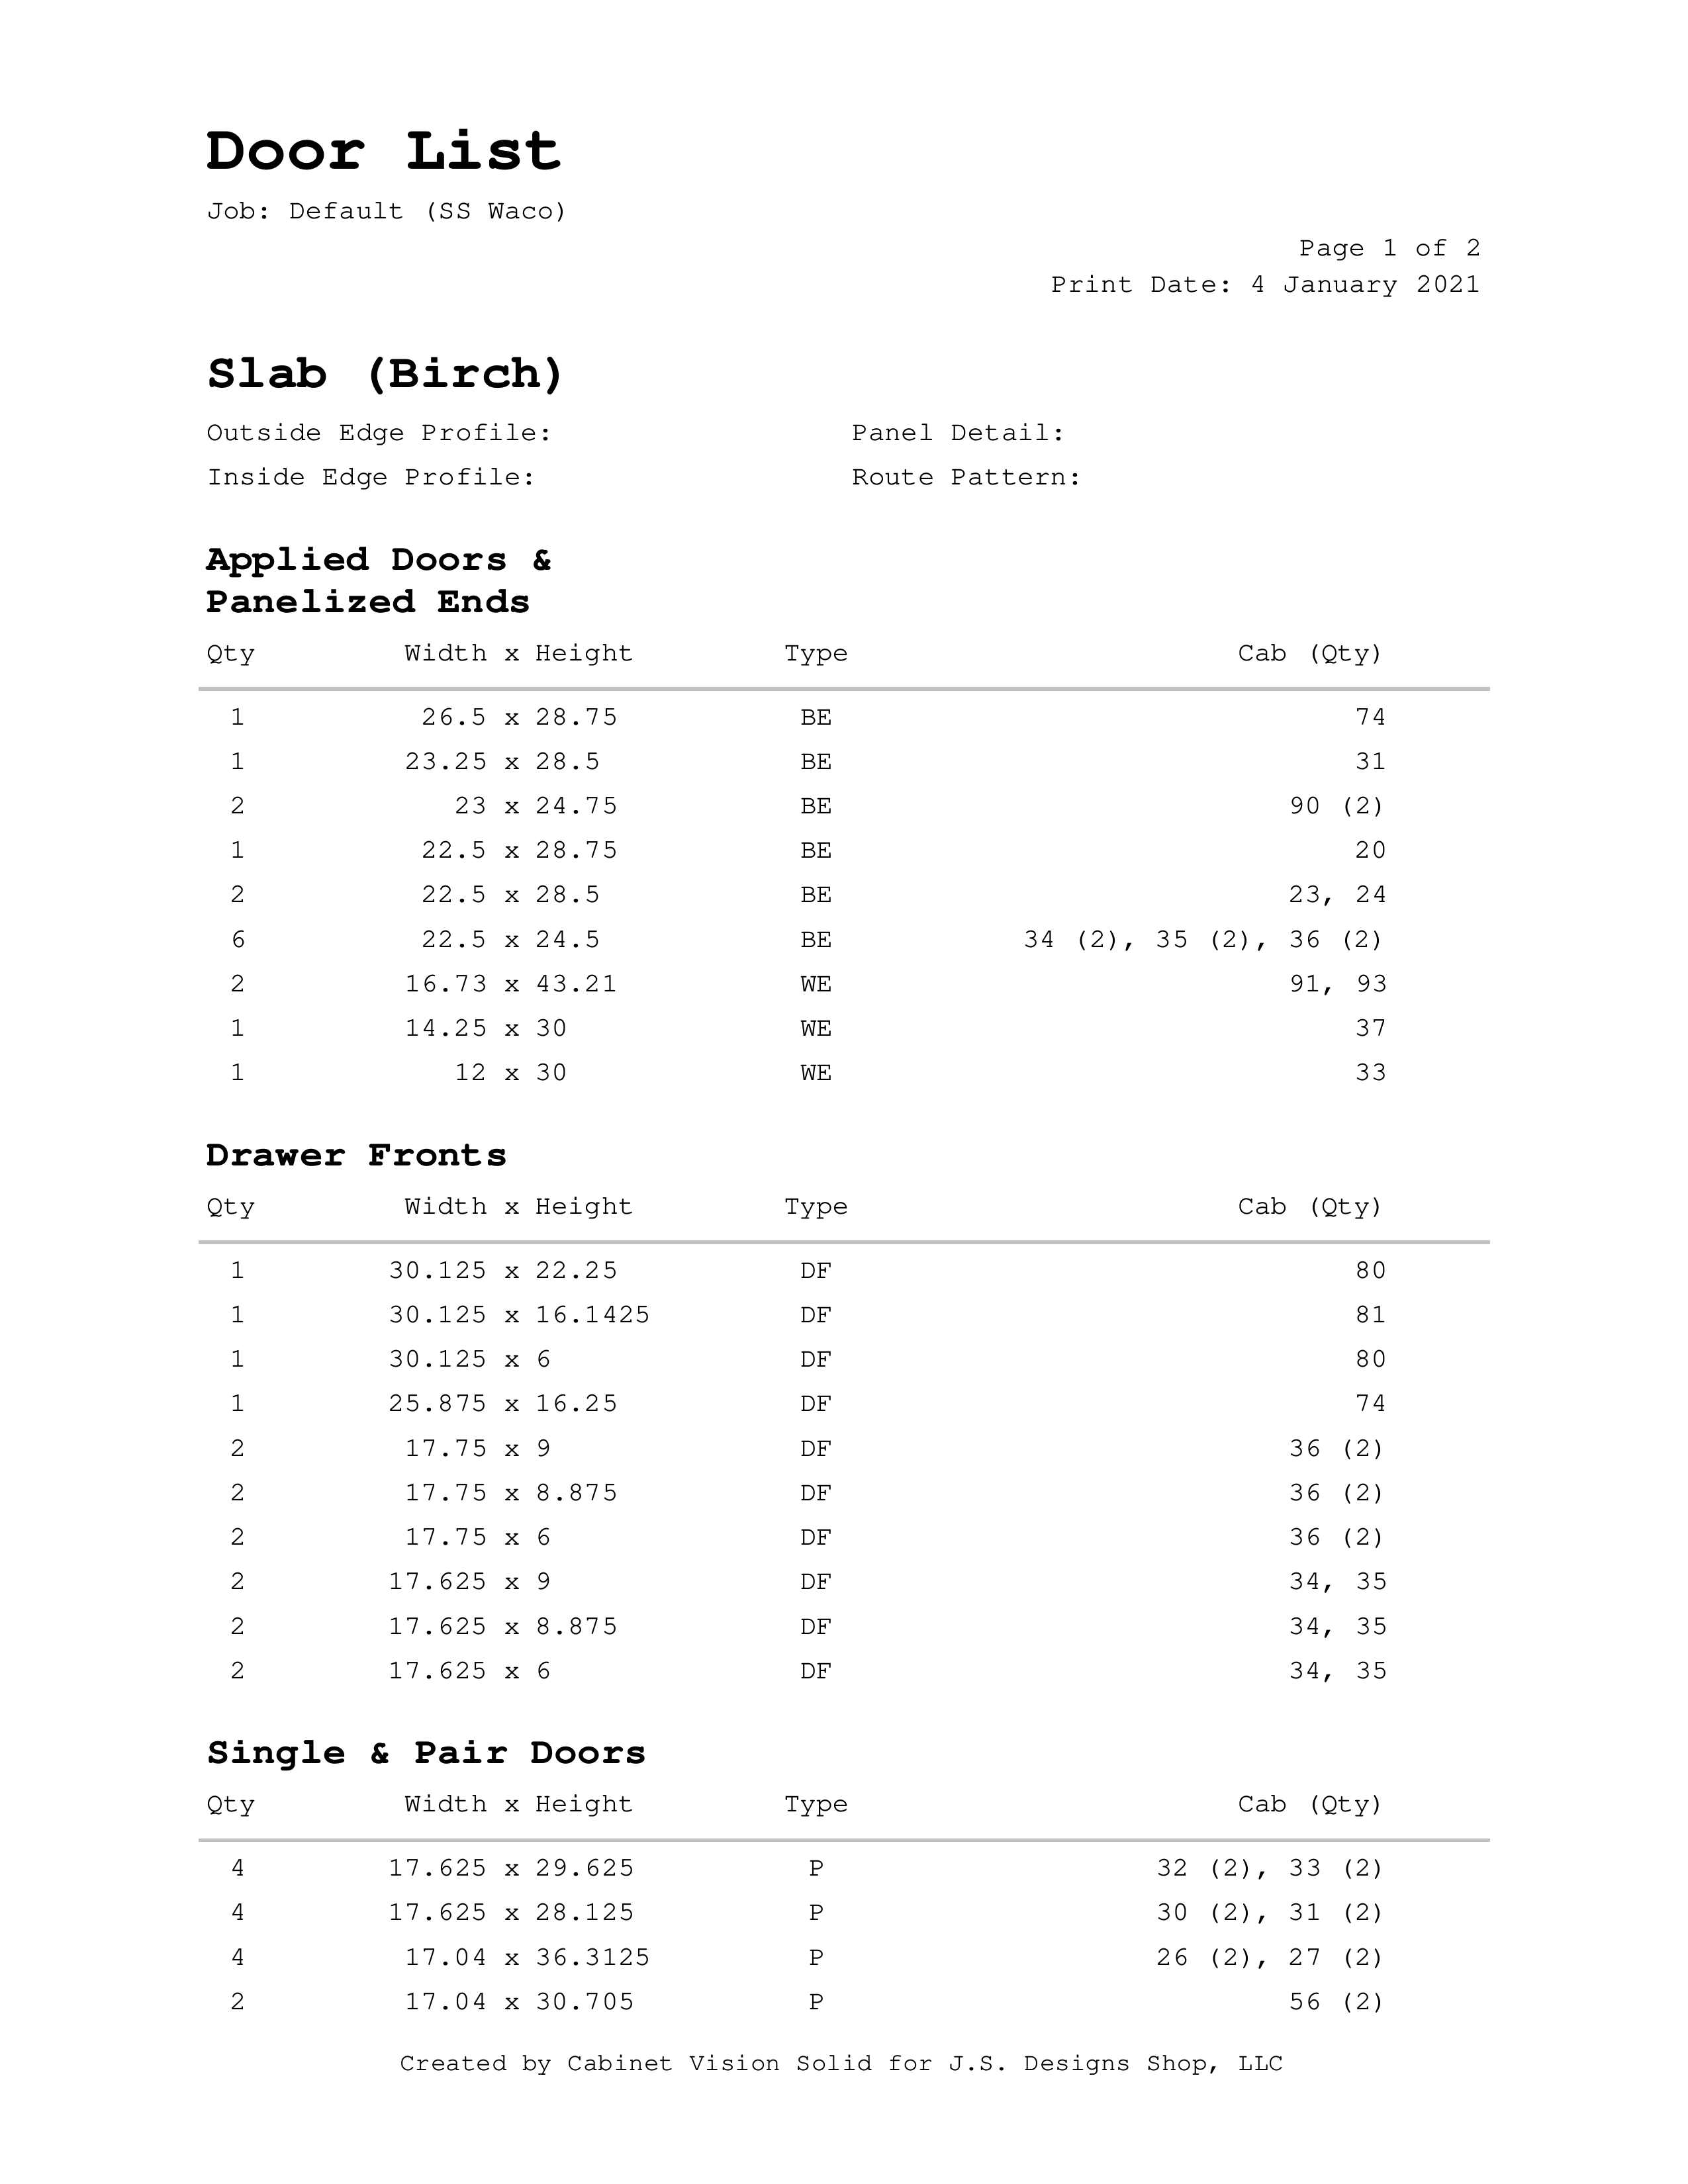 Door List
Job: Default (SS Waco)
Page 1 of 2
Print Date: 4 January 2021
Slab (Birch)
Outside Edge Profile: Panel Detail:
Inside Edge Profile: Route Pattern:
Applied Doors &
Panelized Ends
Qty Width x Height Type Cab (Qty)
1 26.5 x 28.75 BE 74
1 23.25 x 28.5 BE 31
2 23 x 24.75 BE 90 (2)
1 22.5 x 28.75 BE 20
2 22.5 x 28.5 BE 23, 24
6 22.5 x 24.5 BE 34 (2), 35 (2), 36 (2)
2 16.73 x 43.21 WE 91, 93
1 14.25 x 30 WE 37
1 12 x 30 WE 33
Drawer Fronts
Qty Width x Height Type Cab (Qty)
1 30.125 x 22.25 DF 80
1 30.125 x 16.1425 DF 81
1 30.125 x 6 DF 80
1 25.875 x 16.25 DF 74
2 17.75 x 9 DF 36 (2)
2 17.75 x 8.875 DF 36 (2)
2 17.75 x 6 DF 36 (2)
2 17.625 x 9 DF 34, 35
2 17.625 x 8.875 DF 34, 35
2 17.625 x 6 DF 34, 35
Single & Pair Doors
Qty Width x Height Type Cab (Qty)
4 17.625 x 29.625 P 32 (2), 33 (2)
4 17.625 x 28.125 P 30 (2), 31 (2)
4 17.04 x 36.3125 P 26 (2), 27 (2)
2 17.04 x 30.705 P 56 (2)
Created by Cabinet Vision Solid for J.S. Designs Shop, LLC